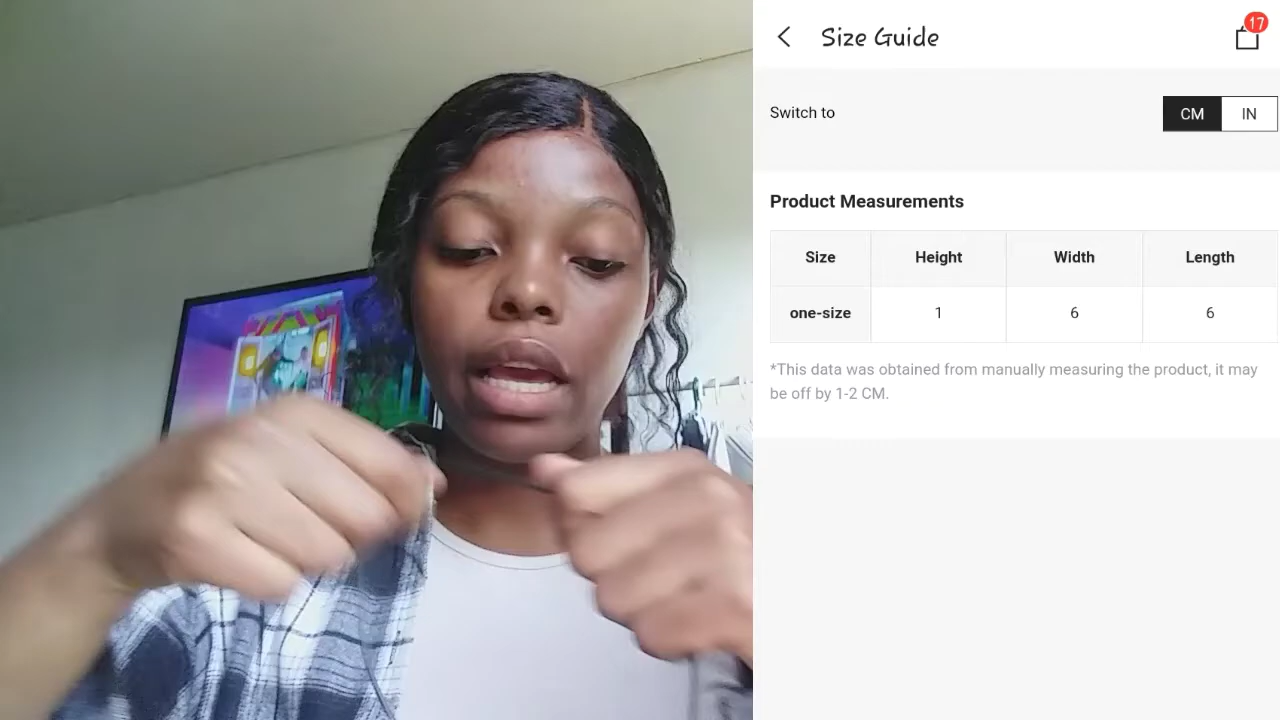 Size Guide
17
Switch to
CM
IN
Product Measurements
Size Height Width Length
one-size 1 6 6
*This data was obtained from manually measuring the product, it may
be off by 1-2 CM.